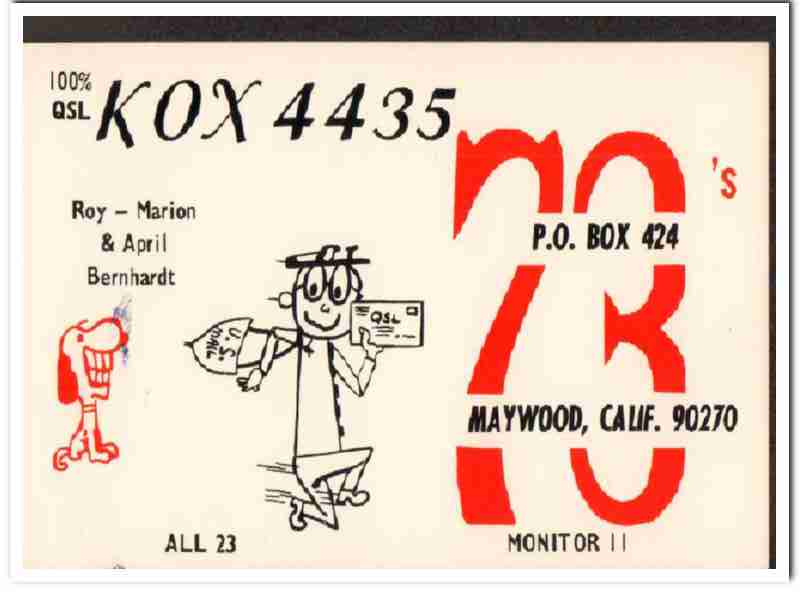 100%
QSL
KOX 4435
73's
Roy – Marion
& April
Bernhardt
P.O. BOX 424
U.S. MAIL
QSL
MAYWOOD, CALIF. 90270
ALL 23
MONITOR 11